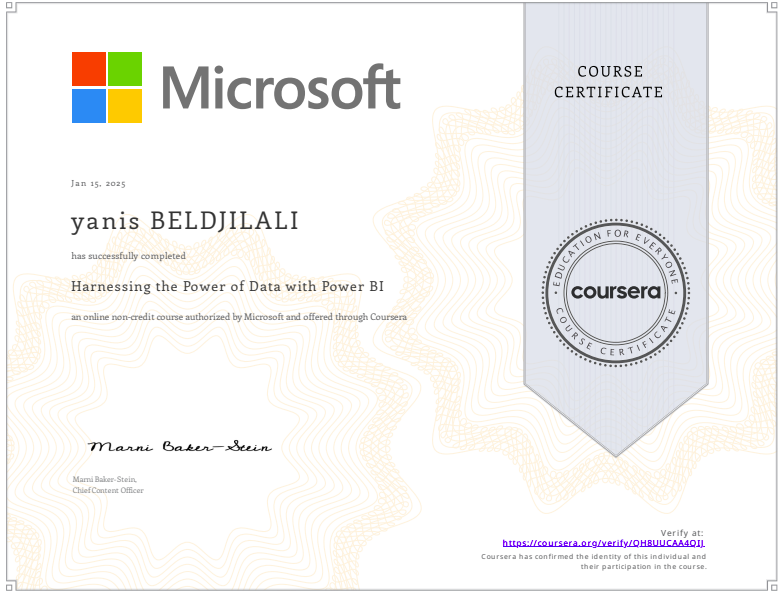 Microsoft
COURSE
CERTIFICATE
Jan 15, 2025
yanis BELDJILALI
has successfully completed
Harnessing the Power of Data with Power BI
an online non-credit course authorized by Microsoft and offered through Coursera
EDUCATION FOR EVERYONE
coursera
COURSE CERTIFICATE
Marni Baker-Stein
Marni Baker-Stein,
Chief Content Officer
Verify at:
https://coursera.org/verify/QH8UUCAA4QIJ
Coursera has confirmed the identity of this individual and
their participation in the course.